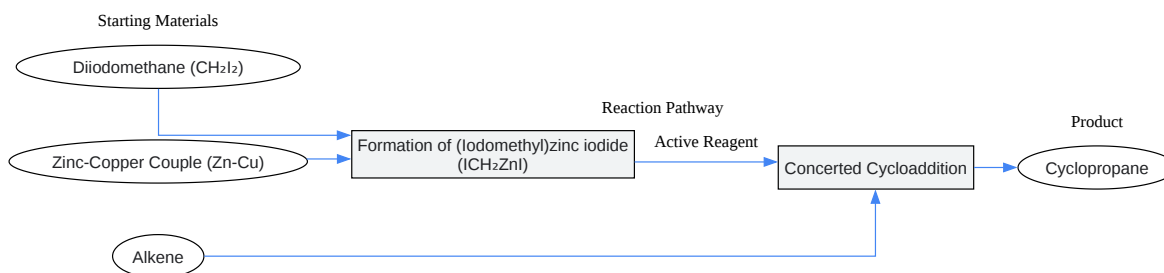 Starting Materials
Diiodomethane (CH₂I₂)
Reaction Pathway
Product
Formation of (Iodomethyl)zinc iodide
(ICH₂ZnI)
Active Reagent
Zinc-Copper Couple (Zn-Cu)
Concerted Cycloaddition
Cyclopropane
Alkene